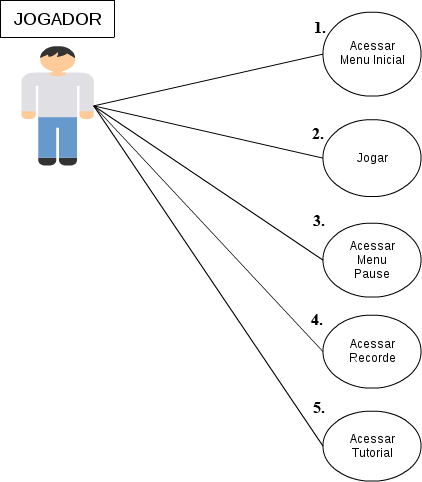 JOGADOR
1.
Acessar
Menu Inicial
2.
Jogar
3.
Acessar
Menu
Pause
4.
Acessar
Recorde
5.
Acessar
Tutorial